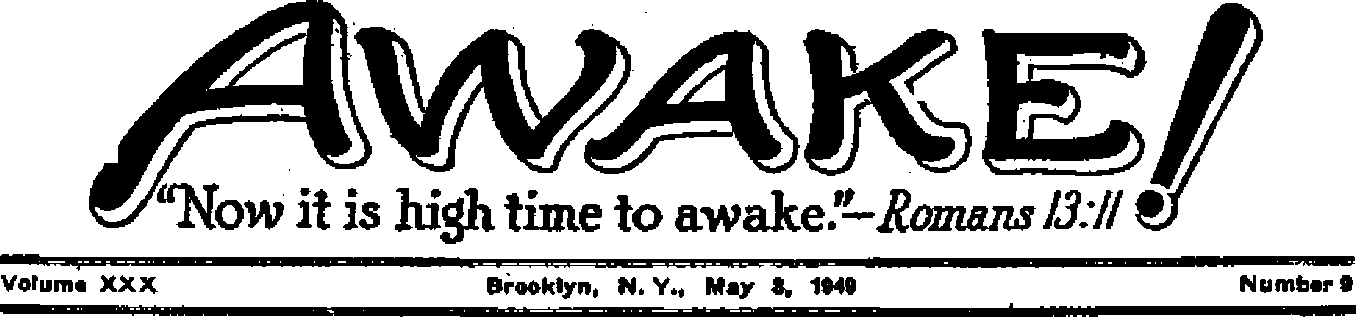 AWAKE!
"Now it is high time to awake."—Romans 13:11
Volume XXX Brooklyn, N. Y., May 8, 1949 Number 9